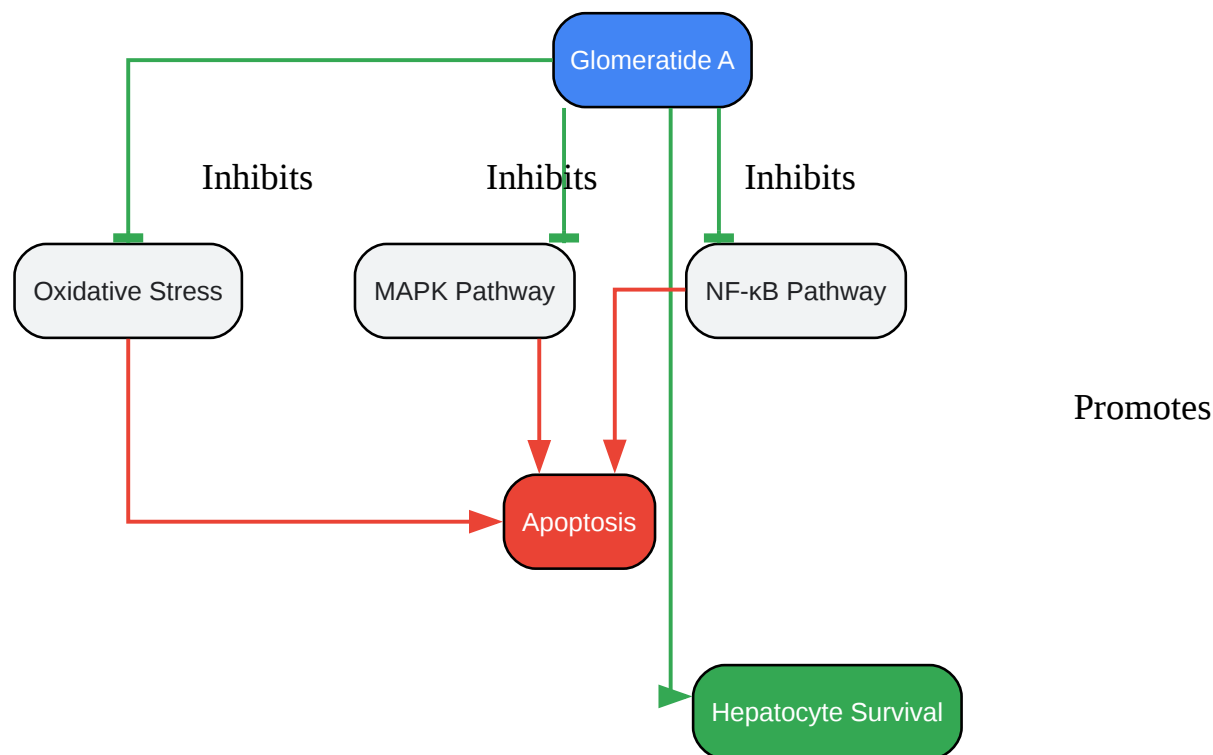 Glomeratide A
Inhibits
Inhibits
Inhibits
Oxidative Stress
MAPK Pathway
NF-κB Pathway
Promotes
Apoptosis
Hepatocyte Survival